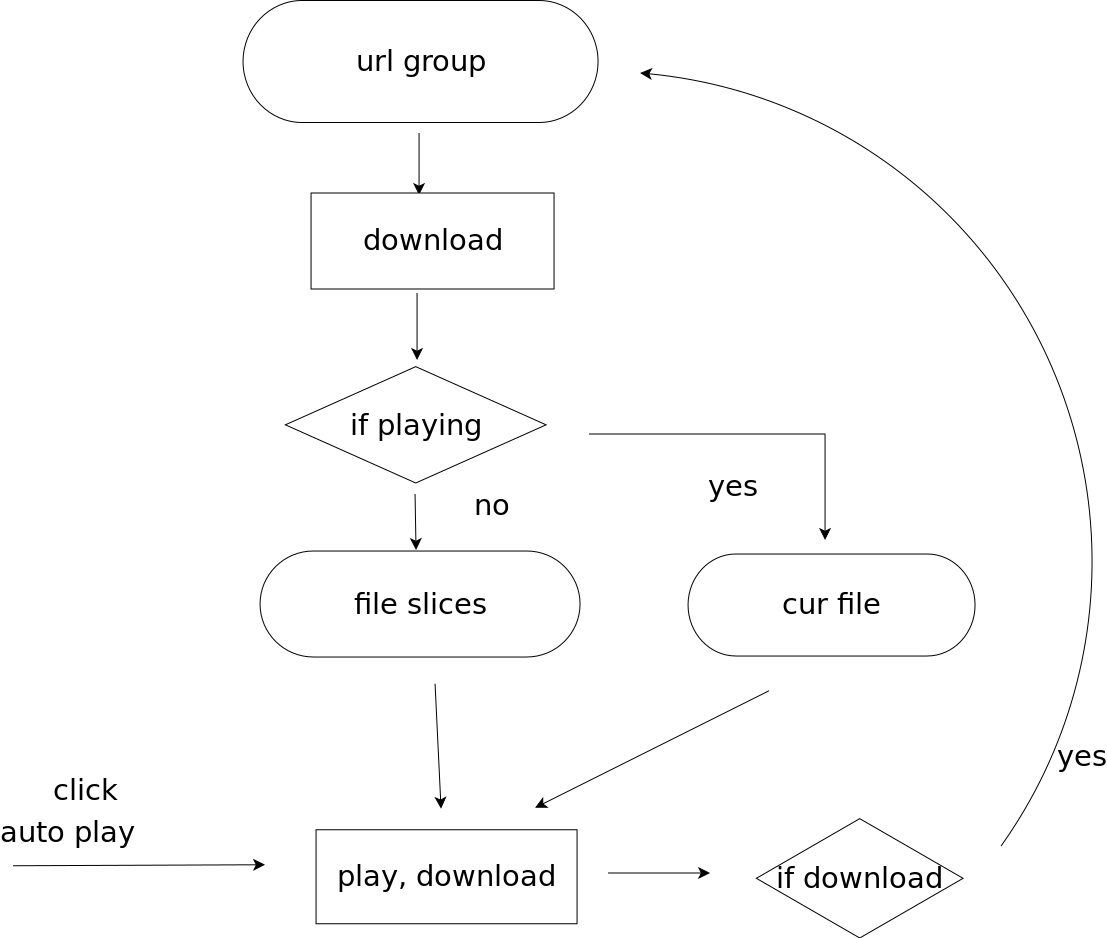 url group
download
if playing
no
yes
file slices
cur file
yes
click
auto play
play, download
if download